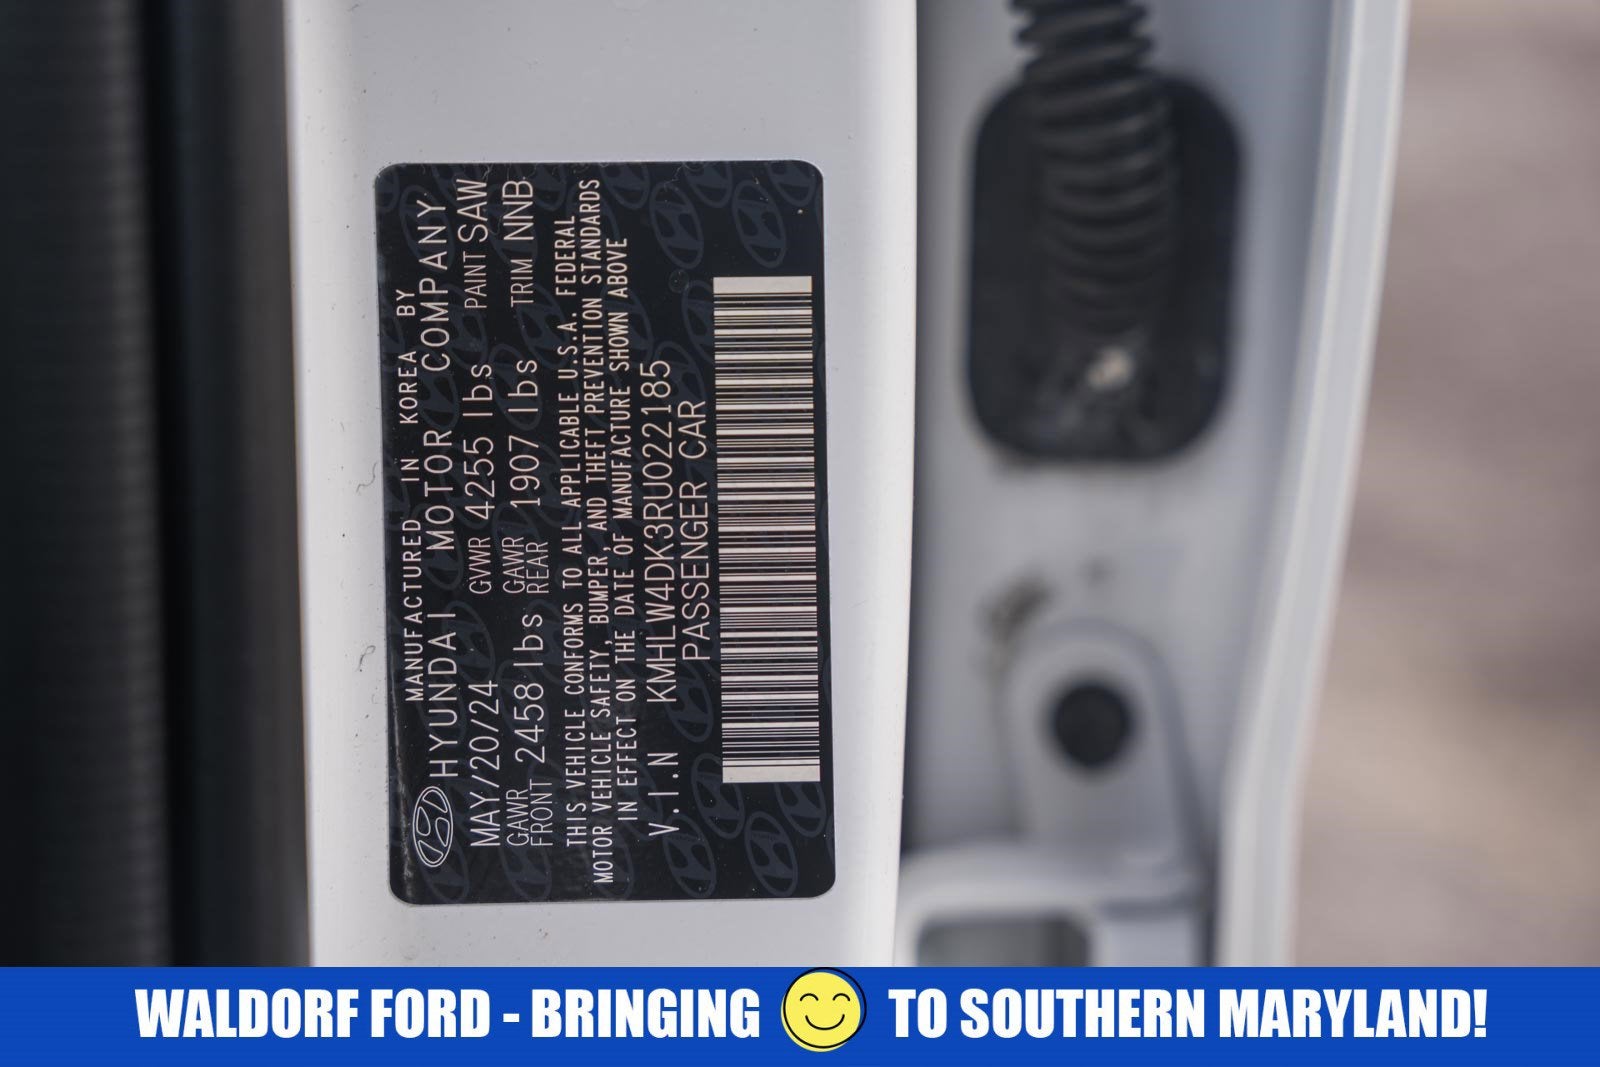 MANUFACTURED IN KOREA BY
HYUNDAI MOTOR COMPANY
MAY/20/24 GVWR 4255 lbs PAINT SAW
GAWR FRONT 2458 lbs GAWR REAR 1907 lbs TRIM NNB
THIS VEHICLE CONFORMS TO ALL APPLICABLE U.S.A. FEDERAL
MOTOR VEHICLE SAFETY, BUMPER, AND THEFT PREVENTION STANDARDS
IN EFFECT ON THE DATE OF MANUFACTURE SHOWN ABOVE
V.I.N KMHLW4DK3RU022185
PASSENGER CAR
WALDORF FORD - BRINGING TO SOUTHERN MARYLAND!